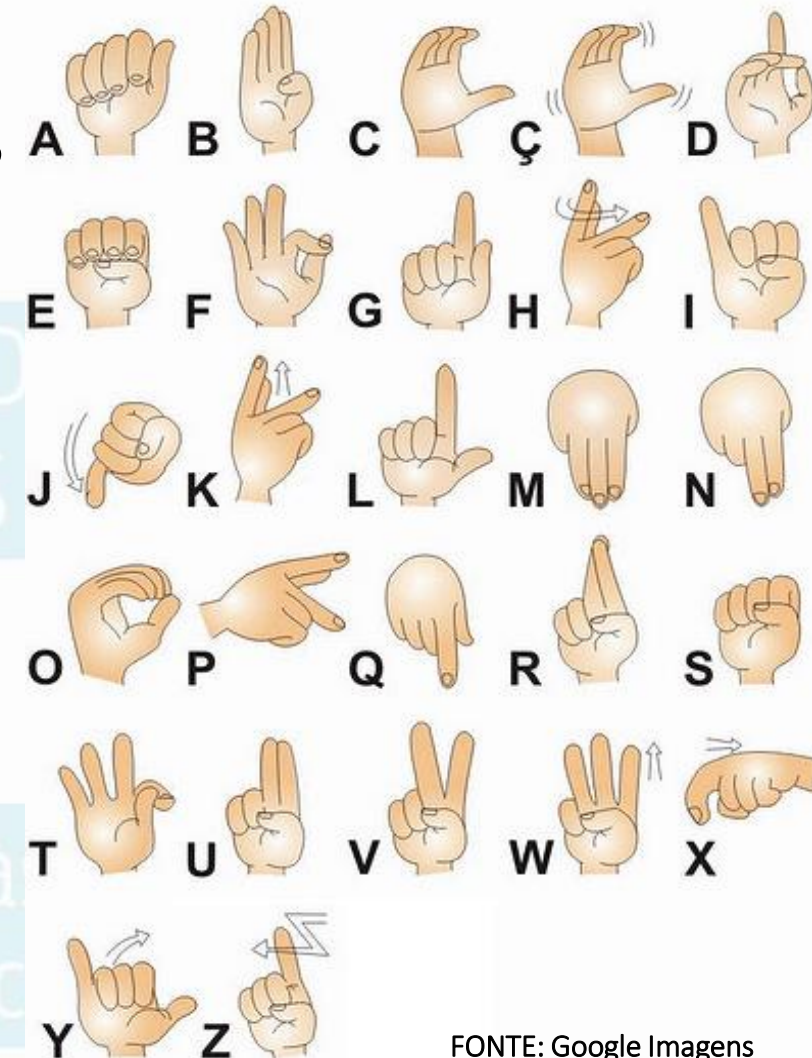 A B C Ç D
E F G H I
J K L M N
O P Q R S
T U V W X
Y Z
FONTE: Google Imagens